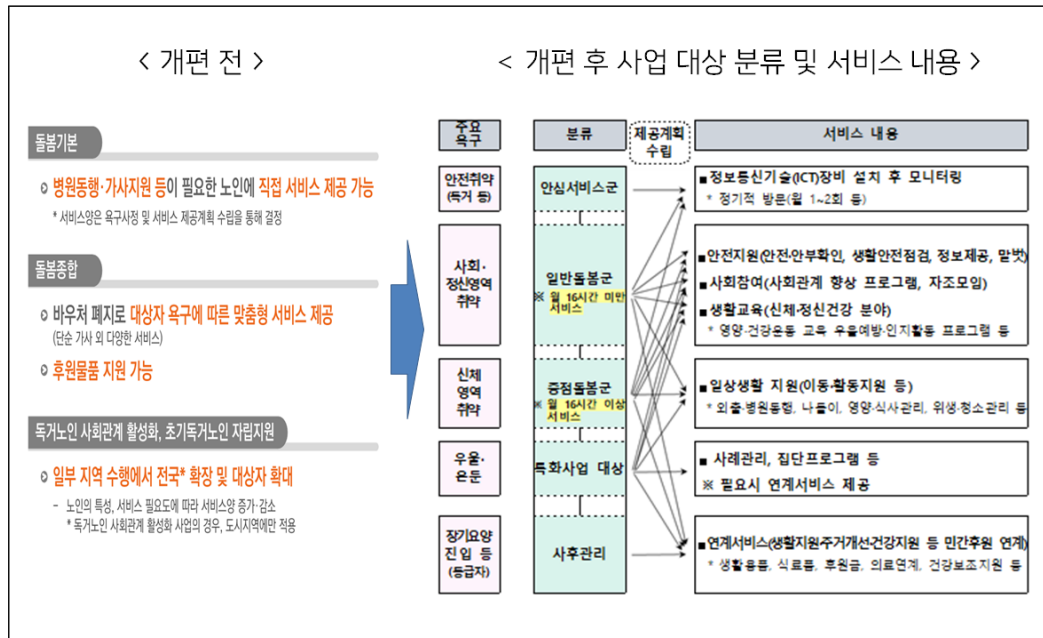 < 개편 전 >
돌봄기본
병원동행·가사지원 등이 필요한 노인에 직접 서비스 제공 가능
* 서비스양은 욕구사정 및 서비스 제공계획 수립을 통해 결정
돌봄종합
바우처 폐지로 대상자 욕구에 따른 맞춤형 서비스 제공
(단순 가사 외 다양한 서비스)
후원물품 지원 가능
독거노인 사회관계 활성화, 초기독거노인 자립지원
일부 지역 수행에서 전국* 확장 및 대상자 확대
- 노인의 특성, 서비스 필요도에 따라 서비스양 증가·감소
* 독거노인 사회관계 활성화 사업의 경우, 도시지역에만 적용
< 개편 후 사업 대상 분류 및 서비스 내용 >
주요
욕구
분류
제공계획
수립
서비스 내용
안전취약
(독거 등)
안심서비스군
■ 정보통신기술(ICT)장비 설치 후 모니터링
* 정기적 방문(월 1~2회 등)
사회·
정신영역
취약
일반돌봄군
※ 월 16시간 미만
서비스
■ 안전지원(안전·안부확인, 생활안전점검, 정보제공, 말벗)
■ 사회참여(사회관계 향상 프로그램, 자조모임)
■ 생활교육(신체·정신건강 분야)
* 영양·건강운동 교육 우울예방·인지활동 프로그램 등
신체
영역
취약
중점돌봄군
※ 월 16시간 이상
서비스
■ 일상생활 지원(이동·활동지원 등)
* 외출·병원동행, 나들이, 영양·식사관리, 위생·청소관리 등
우울·
은둔
특화사업 대상
■ 사례관리, 집단프로그램 등
※ 필요시 연계서비스 제공
장기요양
진입 등
(등급자)
사후관리
■ 연계서비스(생활지원·주거개선·건강지원 등 민간후원 연계)
* 생활용품, 식료품, 후원금, 의료연계, 건강보조지원 등